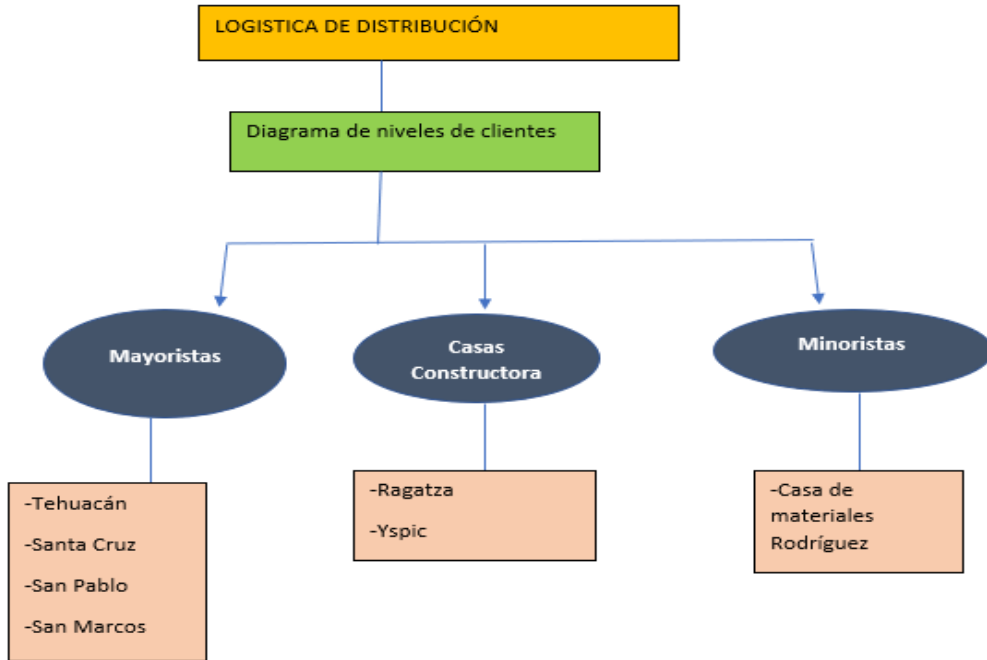 LOGISTICA DE DISTRIBUCIÓN
Diagrama de niveles de clientes
Mayoristas
Casas
Constructora
Minoristas
-Tehuacán
-Santa Cruz
-San Pablo
-San Marcos
-Ragatza
-Yspic
-Casa de
materiales
Rodríguez